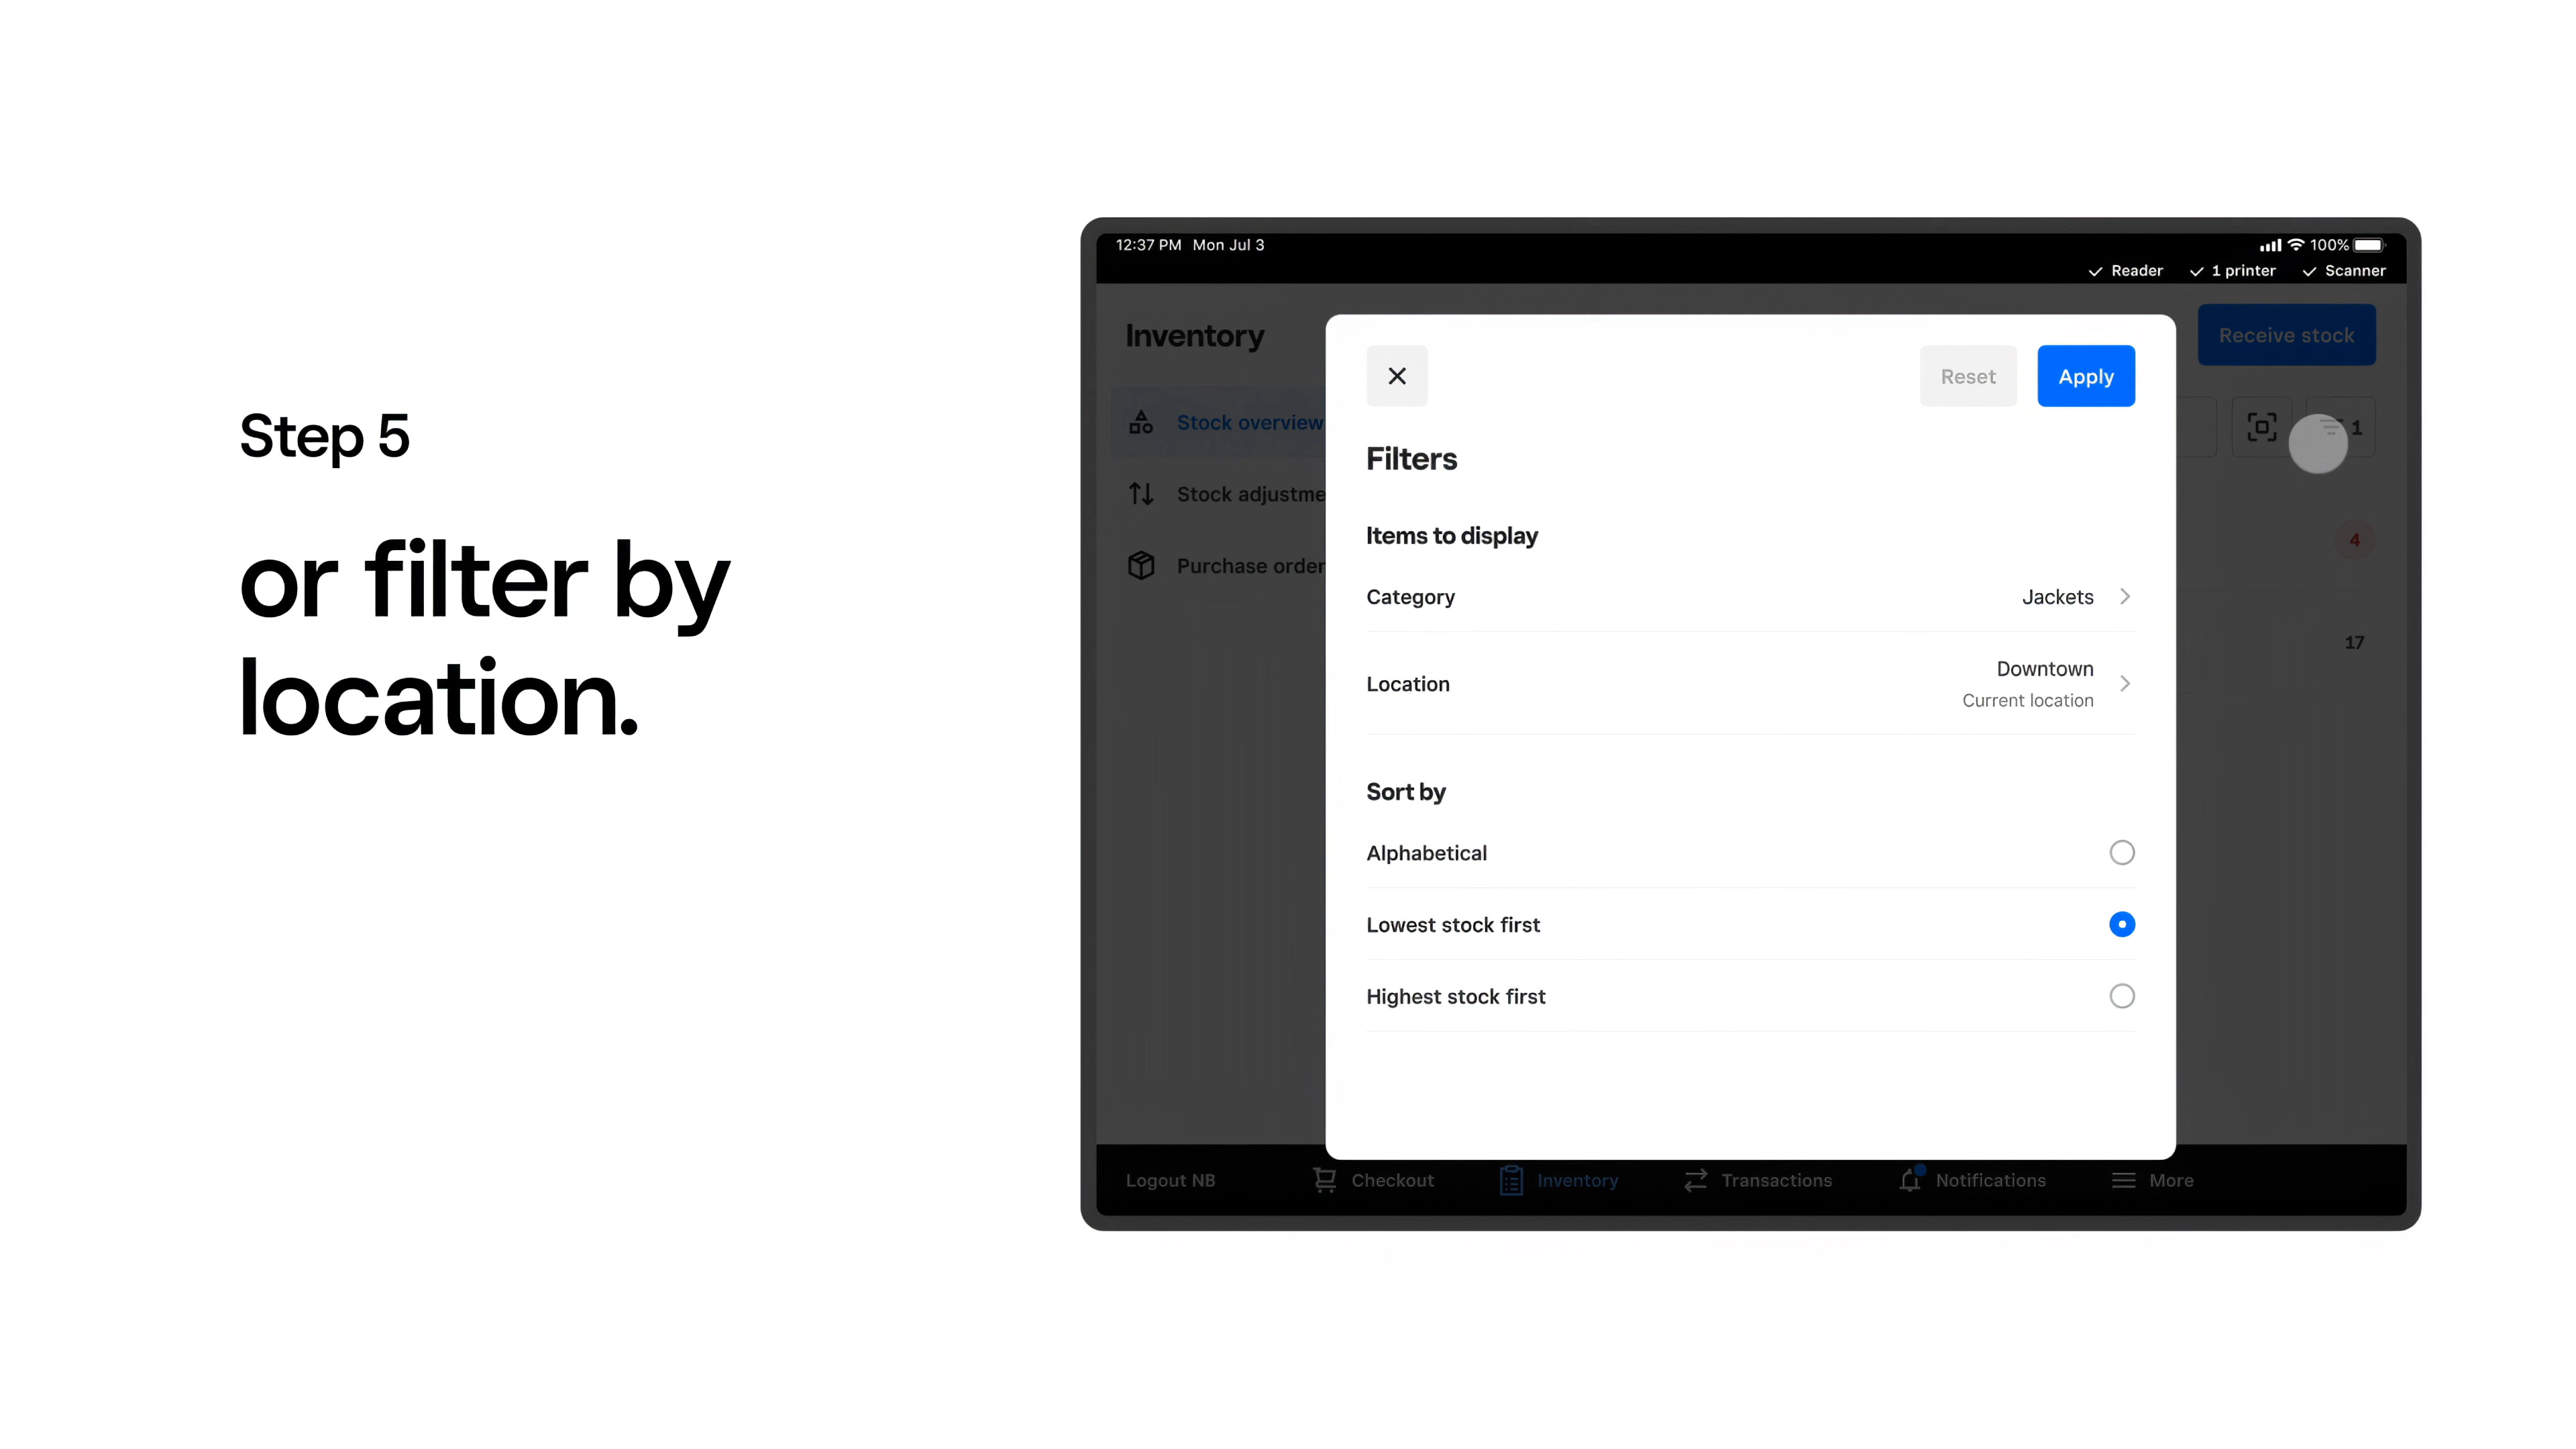 Step 5
or filter by
location.
12:37 PM Mon Jul 3
100%
Reader 1 printer Scanner
Inventory
Receive stock
Reset
Apply
Stock overview
1
Filters
Stock adjustme
Items to display
4
Purchase order
Category
Jackets
17
Location
Downtown
Current location
Sort by
Alphabetical
Lowest stock first
Highest stock first
Logout NB
Checkout
Inventory
Transactions
Notifications
More